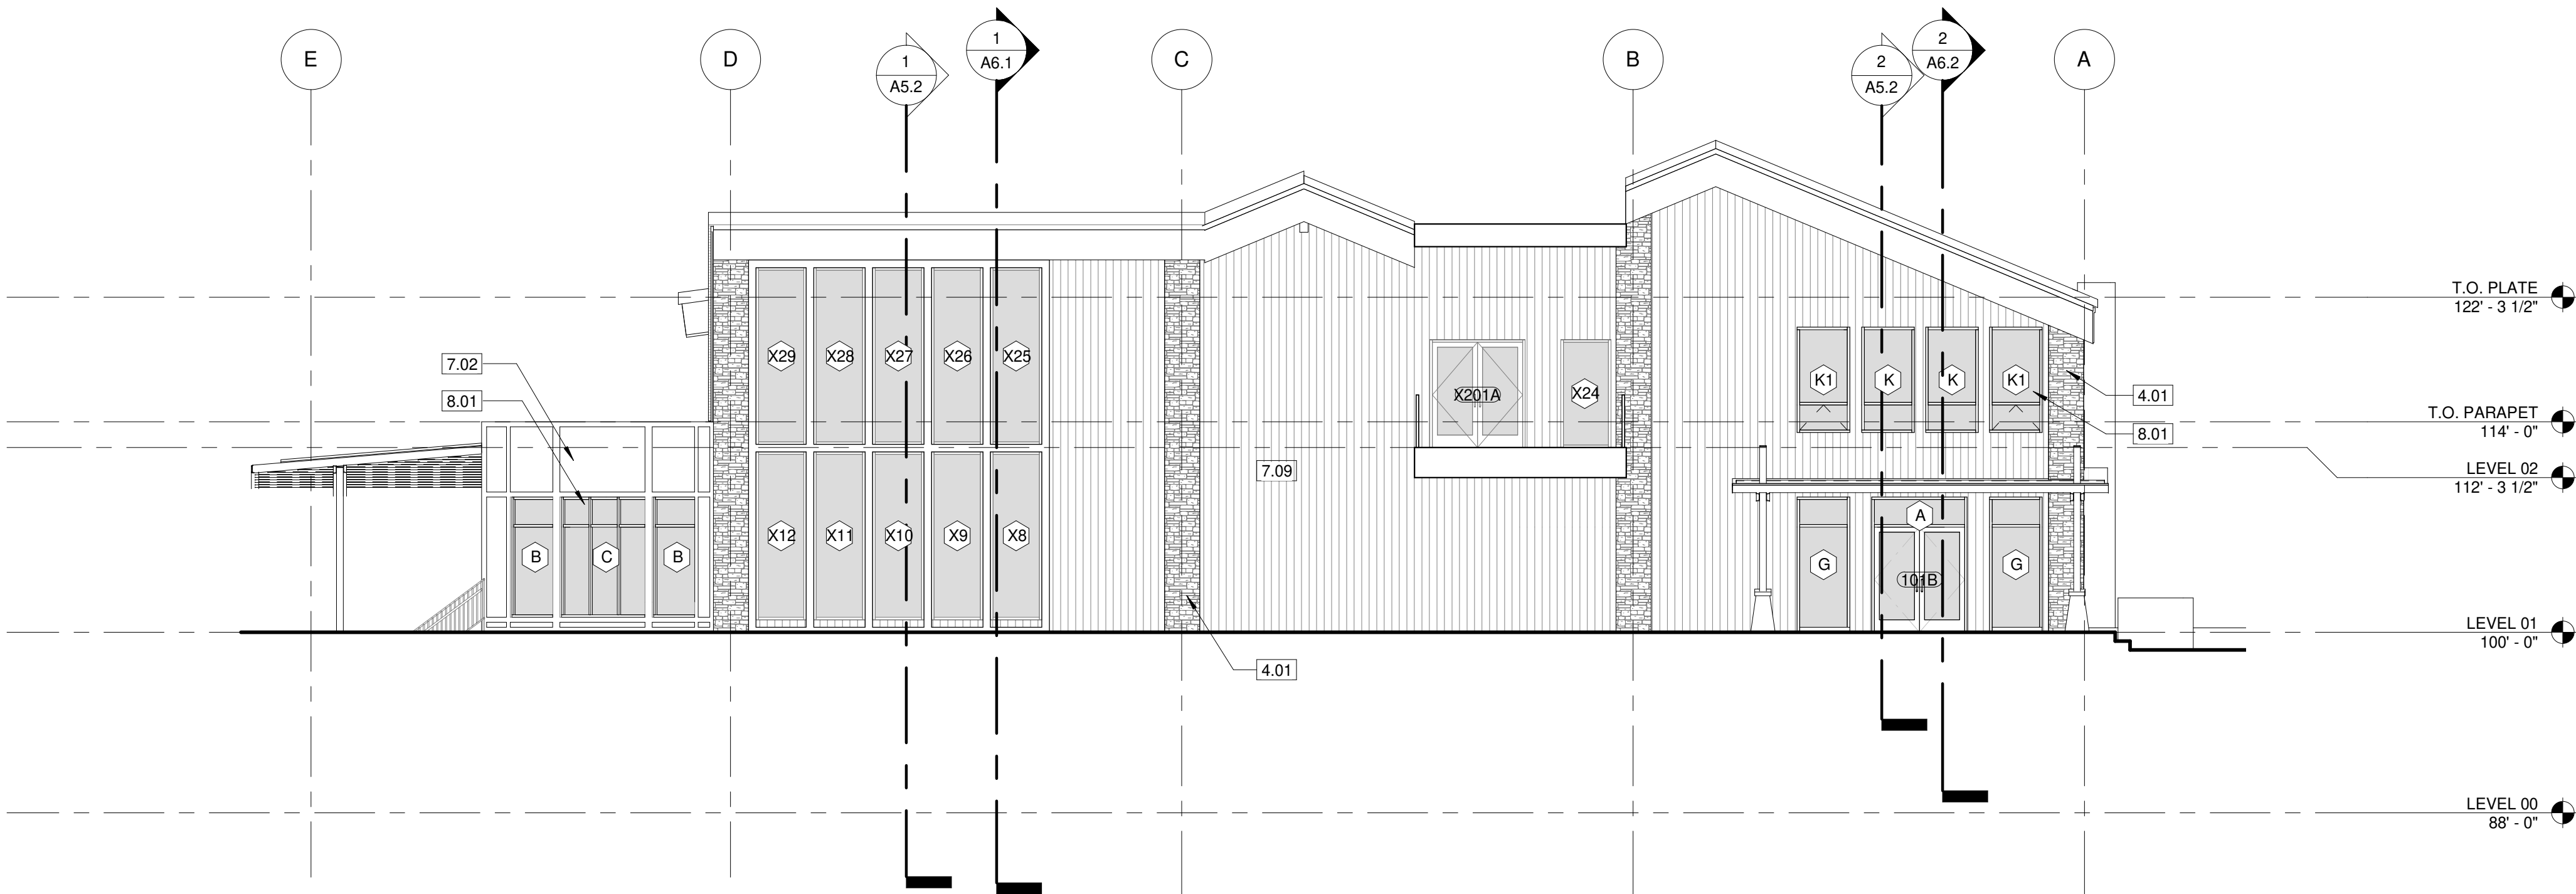 E
D
1
A5.2
1
A6.1
C
B
2
A5.2
2
A6.2
A
T.O. PLATE
122' - 3 1/2"
X29
X28
X27
X26
X25
7.02
8.01
X201A
X24
K1
K
K
K1
4.01
T.O. PARAPET
114' - 0"
8.01
7.09
LEVEL 02
112' - 3 1/2"
B
C
B
X12
X11
X10
X9
X8
G
A
101B
G
LEVEL 01
100' - 0"
4.01
LEVEL 00
88' - 0"